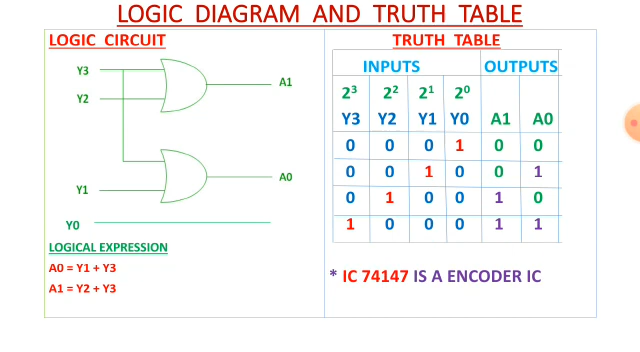 LOGIC DIAGRAM AND TRUTH TABLE
LOGIC CIRCUIT
Y3
Y2
A1
Y1
A0
Y0
LOGICAL EXPRESSION
A0 = Y1 + Y3
A1 = Y2 + Y3
TRUTH TABLE
INPUTS OUTPUTS
2³ 2² 2¹ 2⁰
Y3 Y2 Y1 Y0 A1 A0
0 0 0 1 0 0
0 0 1 0 0 1
0 1 0 0 1 0
1 0 0 0 1 1
* IC 74147 IS A ENCODER IC